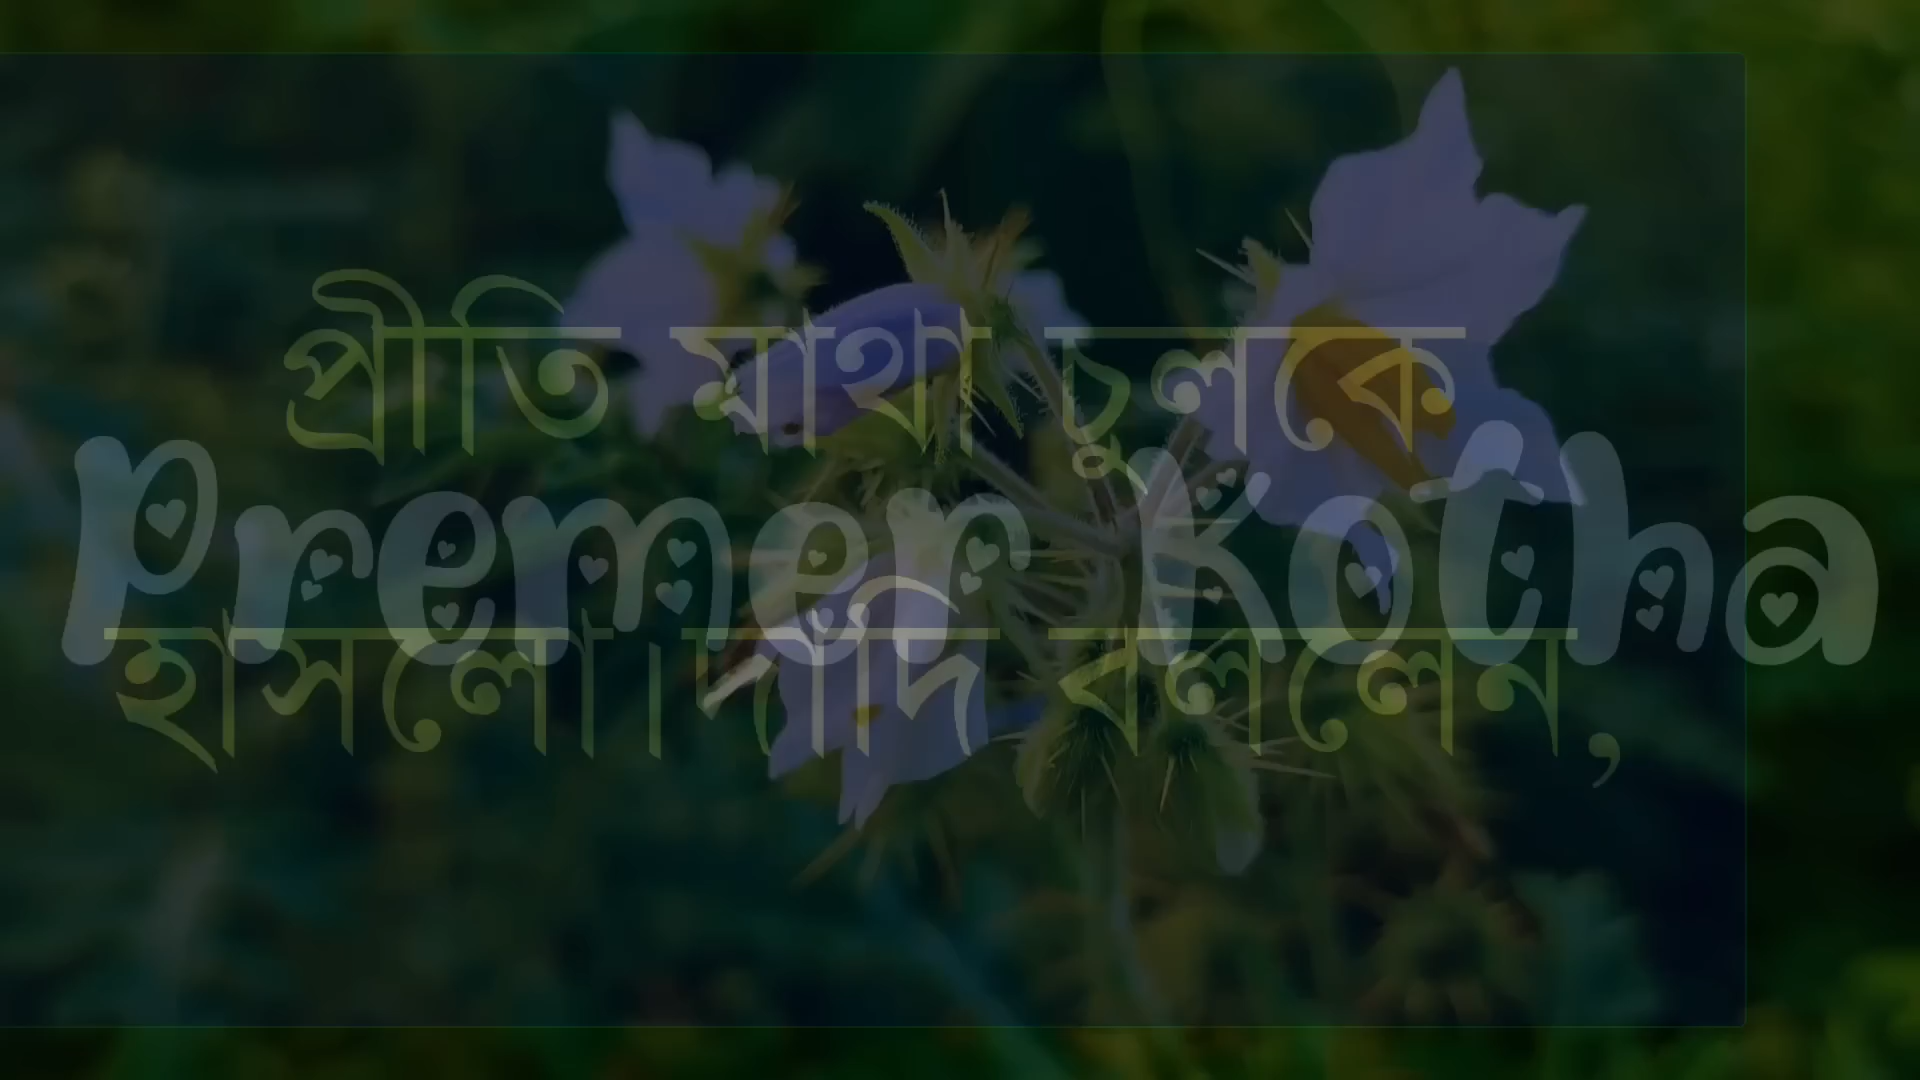 প্রীতি মাথা চুলকে
Premer Kotha
হাসলো।দাদি বললেন,